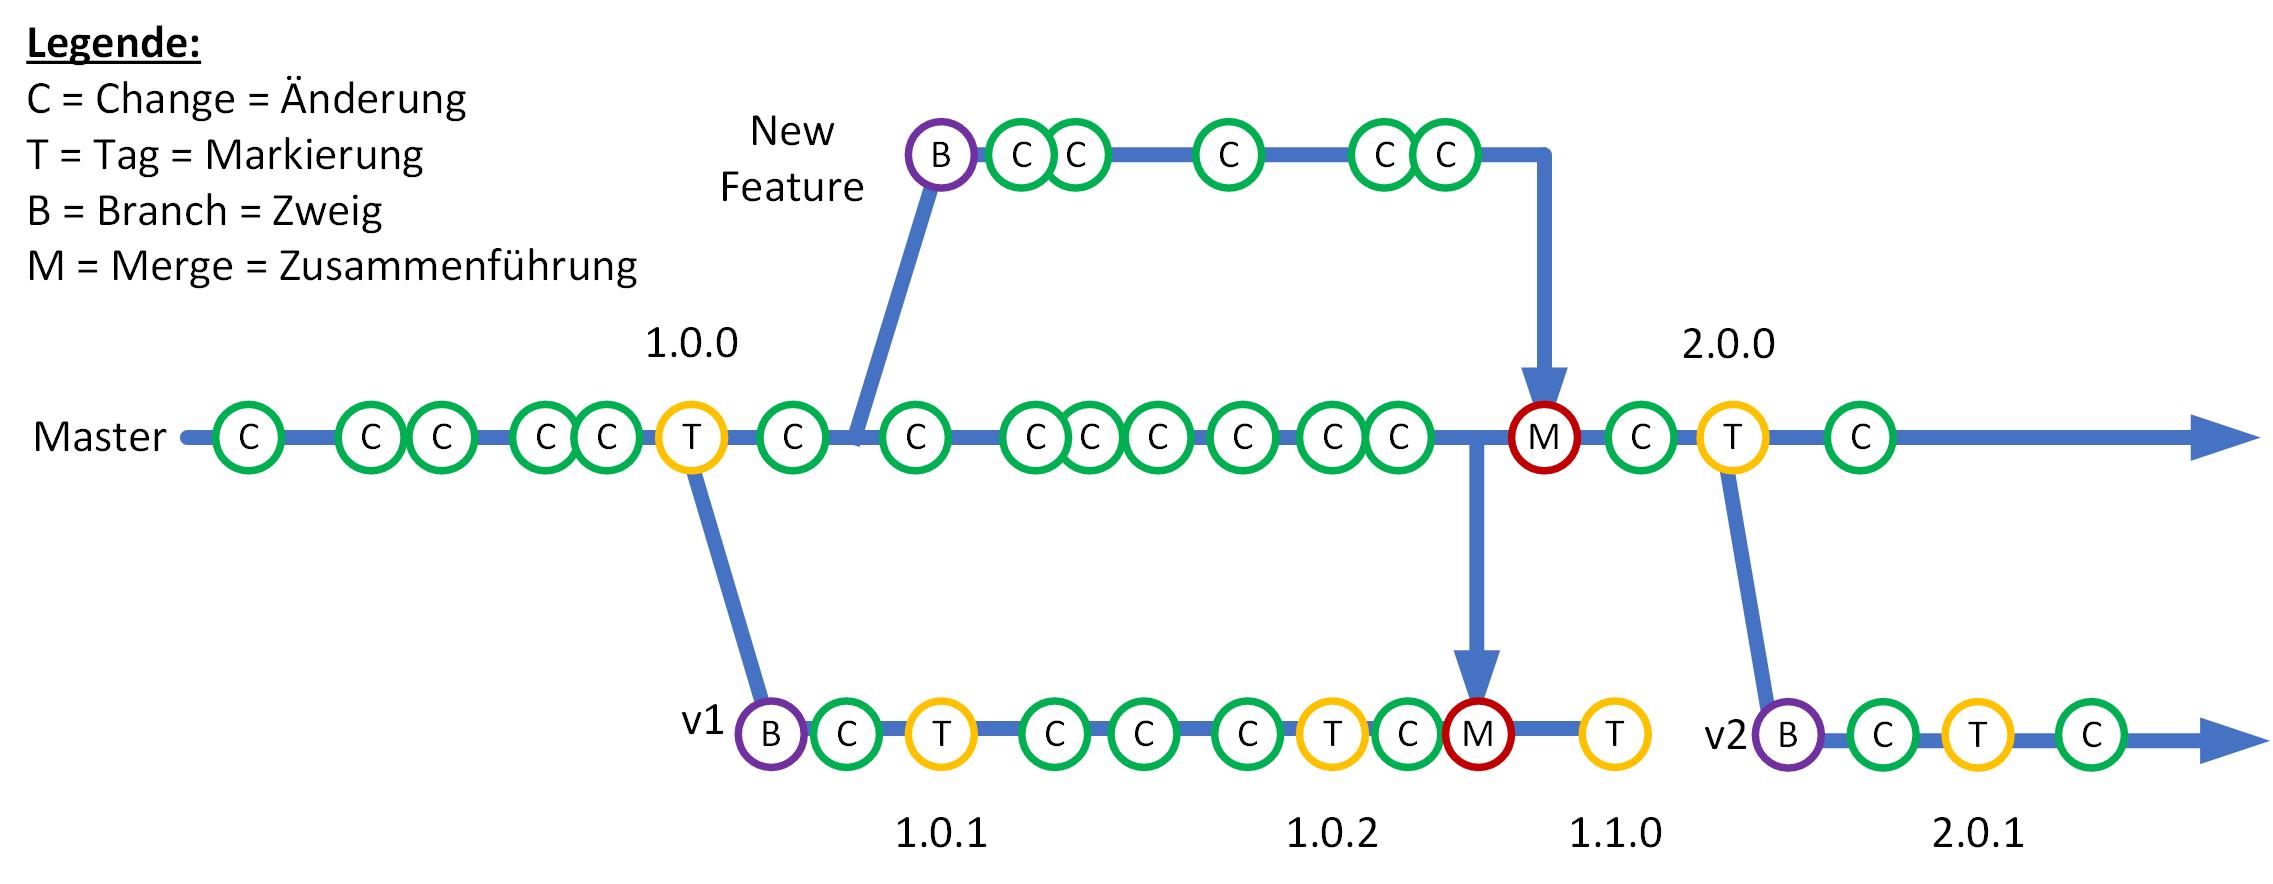 Legende:
C = Change = Änderung
T = Tag = Markierung
B = Branch = Zweig
M = Merge = Zusammenführung
New
Feature
B C C C C C
1.0.0
2.0.0
Master C C C C C T C C C C C C C C M C T C
v1 B C T C C C T C M T
v2 B C T C
1.0.1
1.0.2
1.1.0
2.0.1